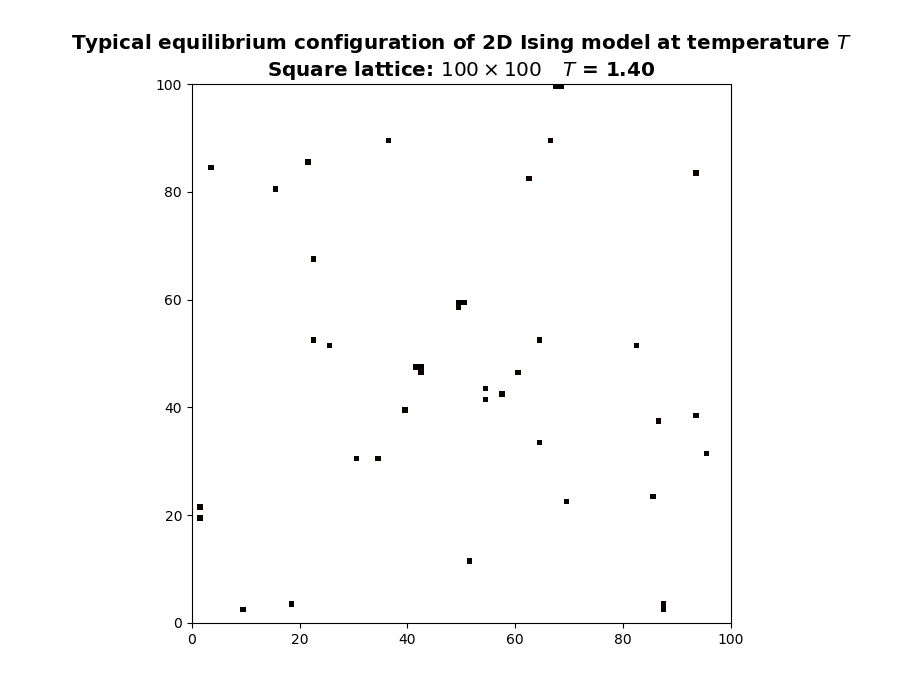 Typical equilibrium configuration of 2D Ising model at temperature T
Square lattice: 100 × 100 T = 1.40
100
80
60
40
20
0
0 20 40 60 80 100